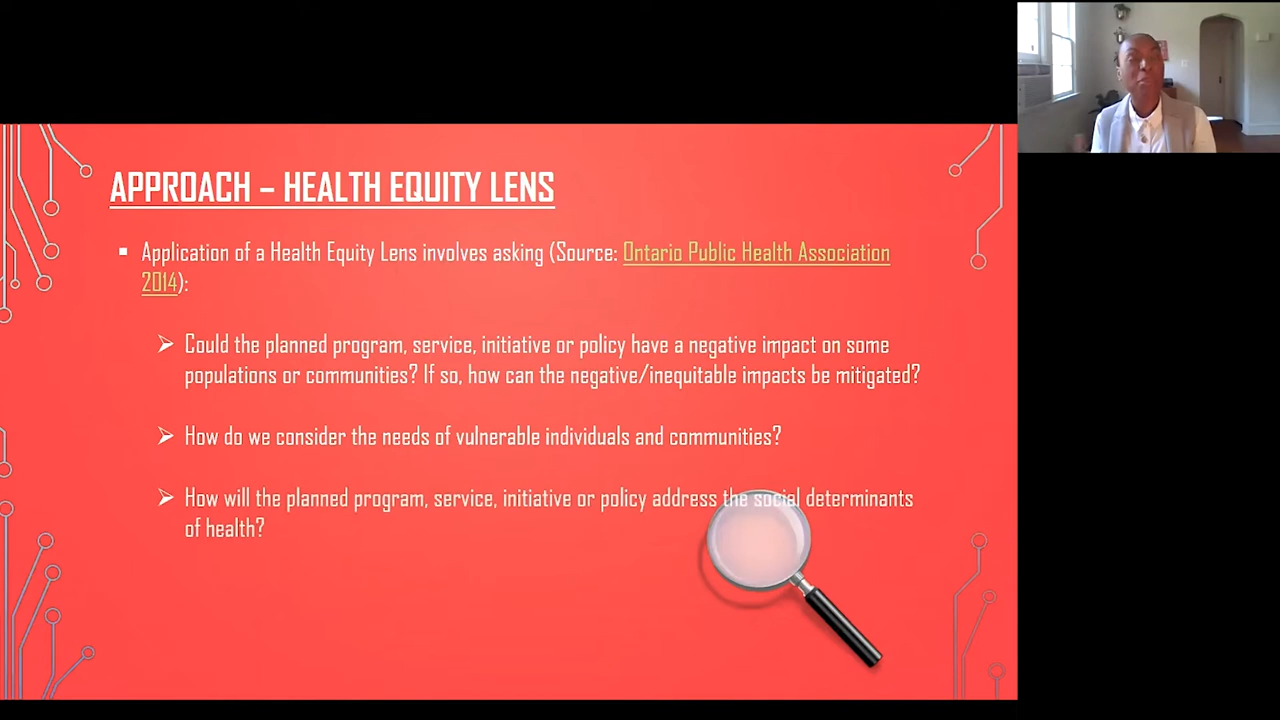 APPROACH – HEALTH EQUITY LENS
Application of a Health Equity Lens involves asking (Source: Ontario Public Health Association
2014):
Could the planned program, service, initiative or policy have a negative impact on some
populations or communities? If so, how can the negative/inequitable impacts be mitigated?
How do we consider the needs of vulnerable individuals and communities?
How will the planned program, service, initiative or policy address the social determinants
of health?